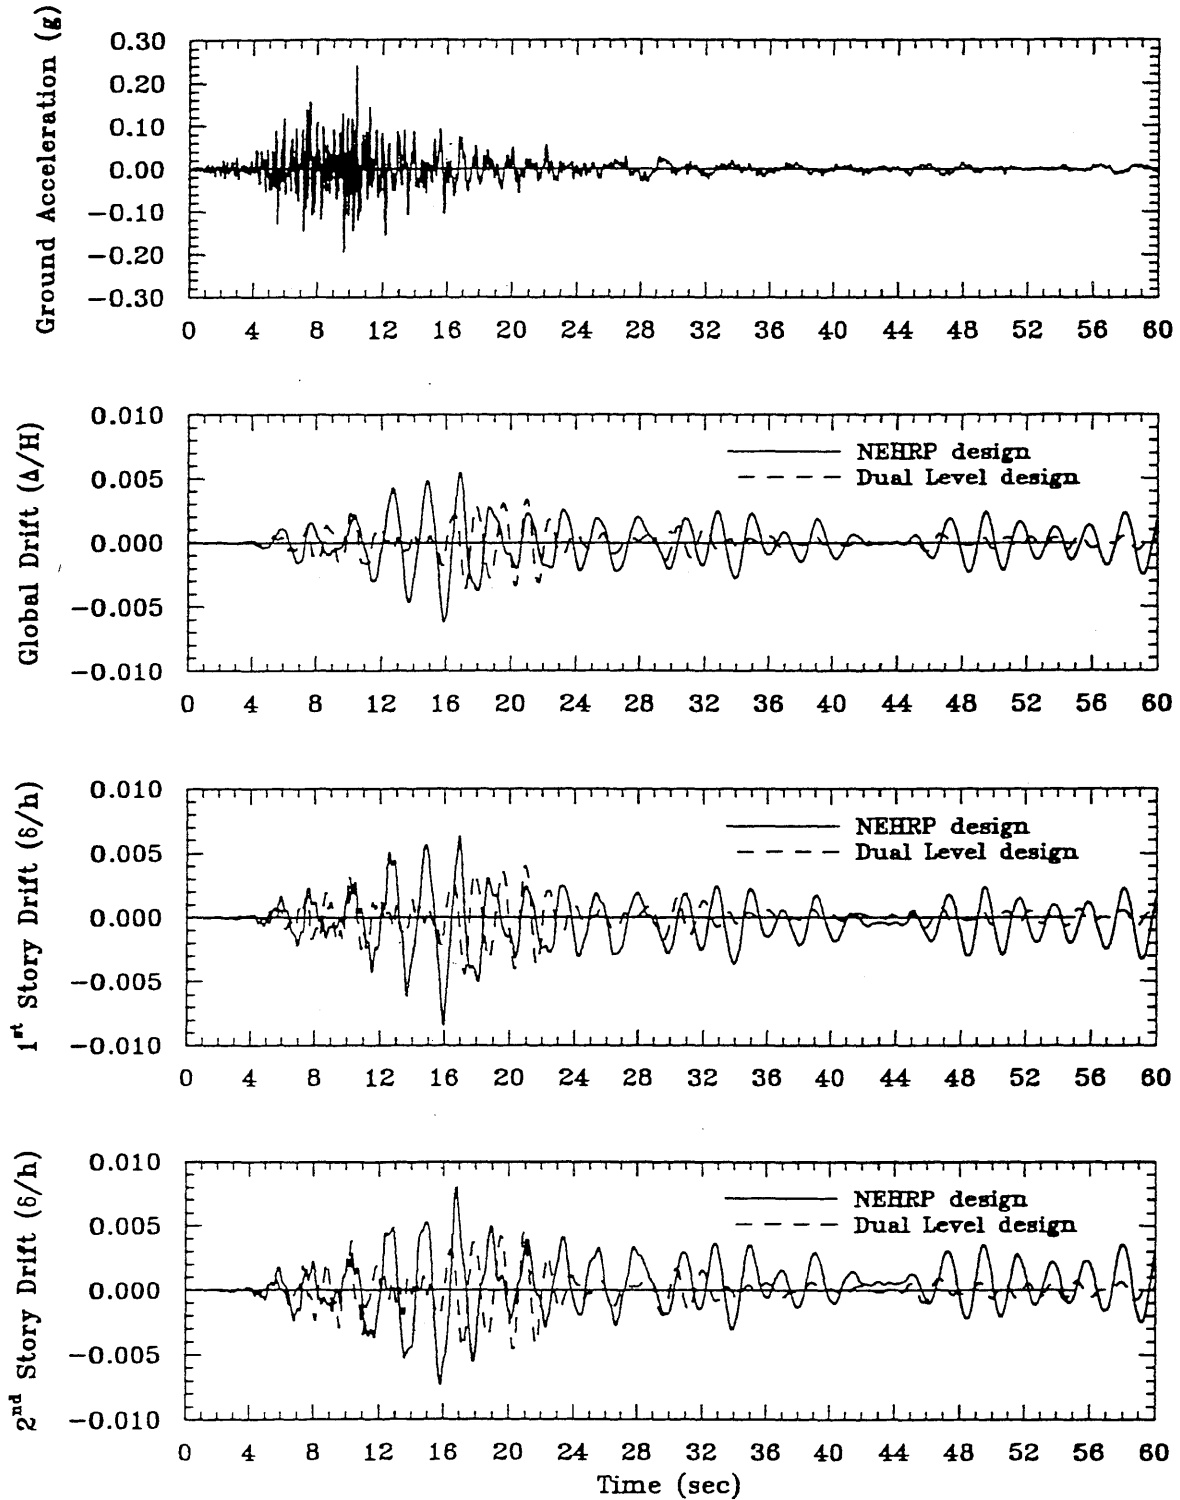 Ground Acceleration (g)
0.30
0.20
0.10
0.00
−0.10
−0.20
−0.30
0 4 8 12 16 20 24 28 32 36 40 44 48 52 56 60
Global Drift (Δ/H)
0.010
0.005
0.000
−0.005
−0.010
NEHRP design
Dual Level design
0 4 8 12 16 20 24 28 32 36 40 44 48 52 56 60
1st Story Drift (δ/h)
0.010
0.005
0.000
−0.005
−0.010
NEHRP design
Dual Level design
0 4 8 12 16 20 24 28 32 36 40 44 48 52 56 60
2nd Story Drift (δ/h)
0.010
0.005
0.000
−0.005
−0.010
NEHRP design
Dual Level design
0 4 8 12 16 20 24 28 32 36 40 44 48 52 56 60
Time (sec)